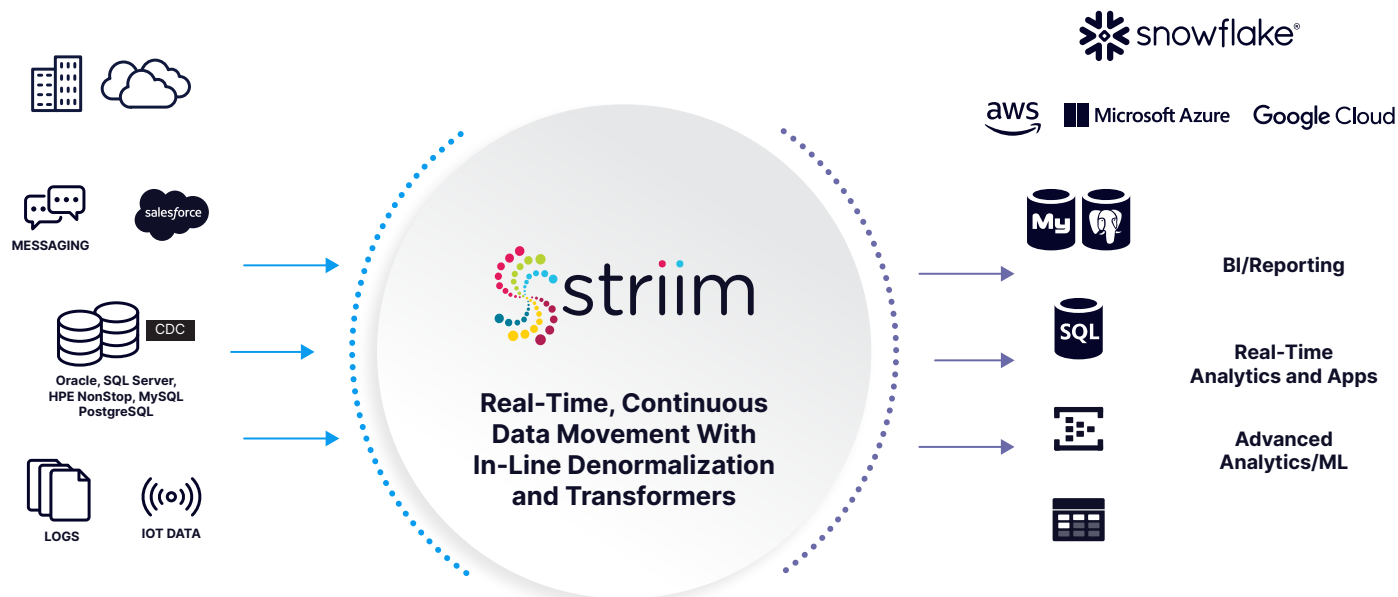 MESSAGING
salesforce
CDC
Oracle, SQL Server,
HPE NonStop, MySQL
PostgreSQL
LOGS
IOT DATA
striim
Real-Time, Continuous
Data Movement With
In-Line Denormalization
and Transformers
snowflake®
aws
Microsoft Azure
Google Cloud
My
SQL
BI/Reporting
Real-Time
Analytics and Apps
Advanced
Analytics/ML